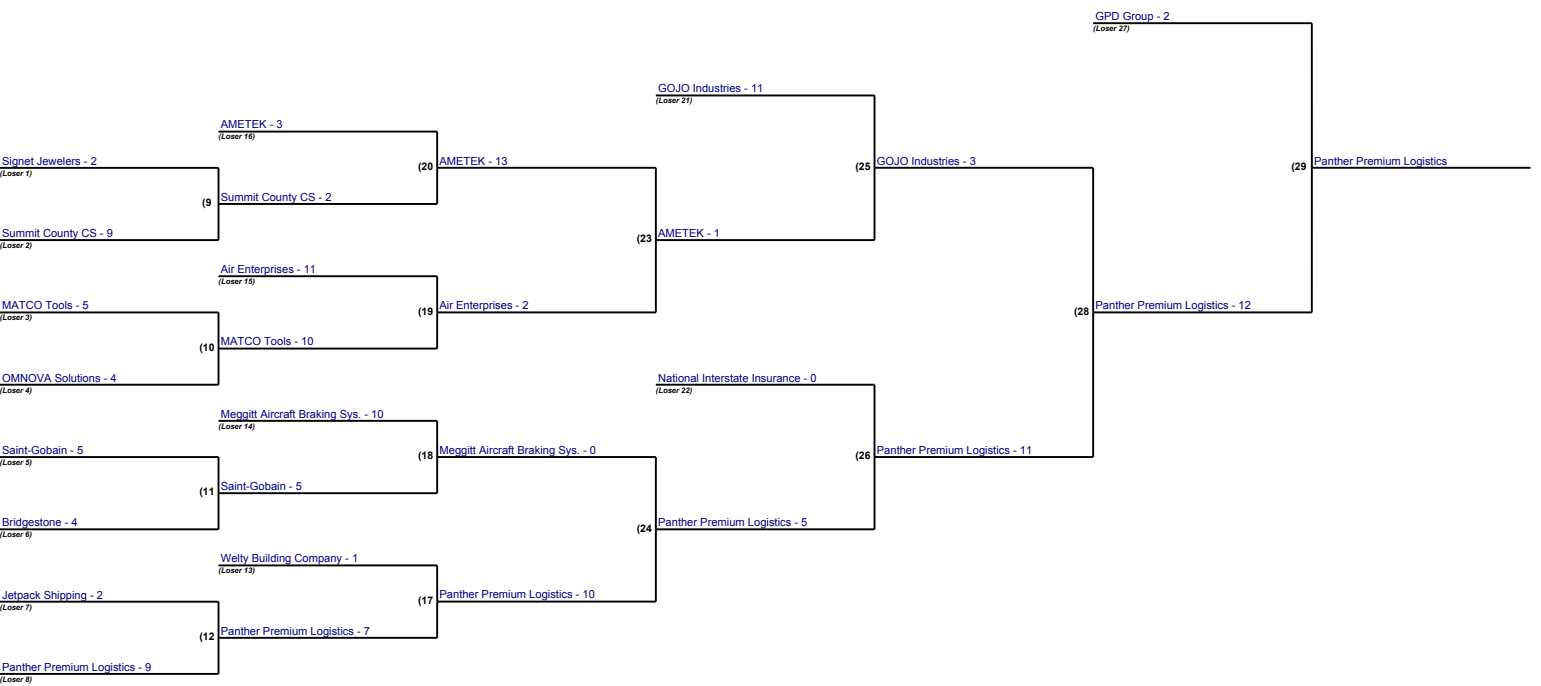 GPD Group - 2
(Loser 27)
GOJO Industries - 11
(Loser 21)
AMETEK - 3
(Loser 16)
Signet Jewelers - 2
(Loser 1)
(20
AMETEK - 13
(25
GOJO Industries - 3
(29
Panther Premium Logistics
(9
Summit County CS - 2
Summit County CS - 9
(Loser 2)
(23
AMETEK - 1
Air Enterprises - 11
(Loser 15)
MATCO Tools - 5
(Loser 3)
(19
Air Enterprises - 2
(28
Panther Premium Logistics - 12
(10
MATCO Tools - 10
OMNOVA Solutions - 4
(Loser 4)
National Interstate Insurance - 0
(Loser 22)
Meggitt Aircraft Braking Sys. - 10
(Loser 14)
Saint-Gobain - 5
(Loser 5)
(18
Meggitt Aircraft Braking Sys. - 0
(26
Panther Premium Logistics - 11
(11
Saint-Gobain - 5
Bridgestone - 4
(Loser 6)
(24
Panther Premium Logistics - 5
Welty Building Company - 1
(Loser 13)
Jetpack Shipping - 2
(Loser 7)
(17
Panther Premium Logistics - 10
(12
Panther Premium Logistics - 7
Panther Premium Logistics - 9
(Loser 8)